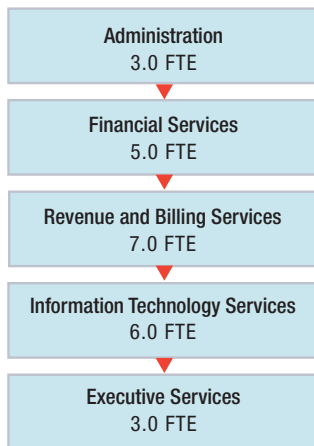 Administration
3.0 FTE
Financial Services
5.0 FTE
Revenue and Billing Services
7.0 FTE
Information Technology Services
6.0 FTE
Executive Services
3.0 FTE